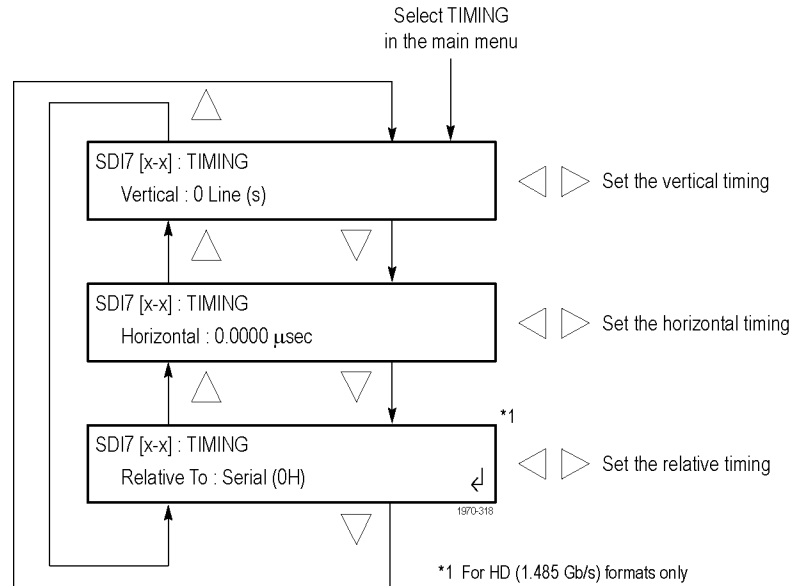 Select TIMING
in the main menu
SDI7 [x-x] : TIMING
Vertical : 0 Line (s)
Set the vertical timing
SDI7 [x-x] : TIMING
Horizontal : 0.0000 µsec
Set the horizontal timing
*1
SDI7 [x-x] : TIMING
Relative To : Serial (0H)
Set the relative timing
1970-318
*1 For HD (1.485 Gb/s) formats only